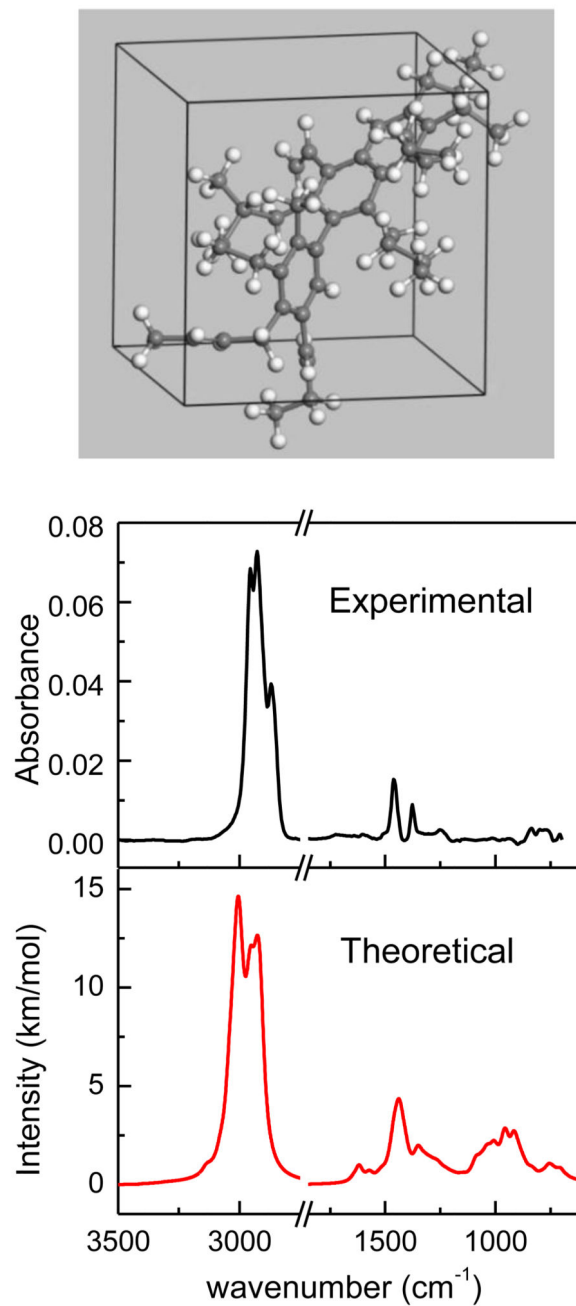 0.08
0.06
0.04
0.02
0.00
Absorbance
Experimental
15
10
5
0
Intensity (km/mol)
Theoretical
3500
3000
1500
1000
wavenumber (cm⁻¹)